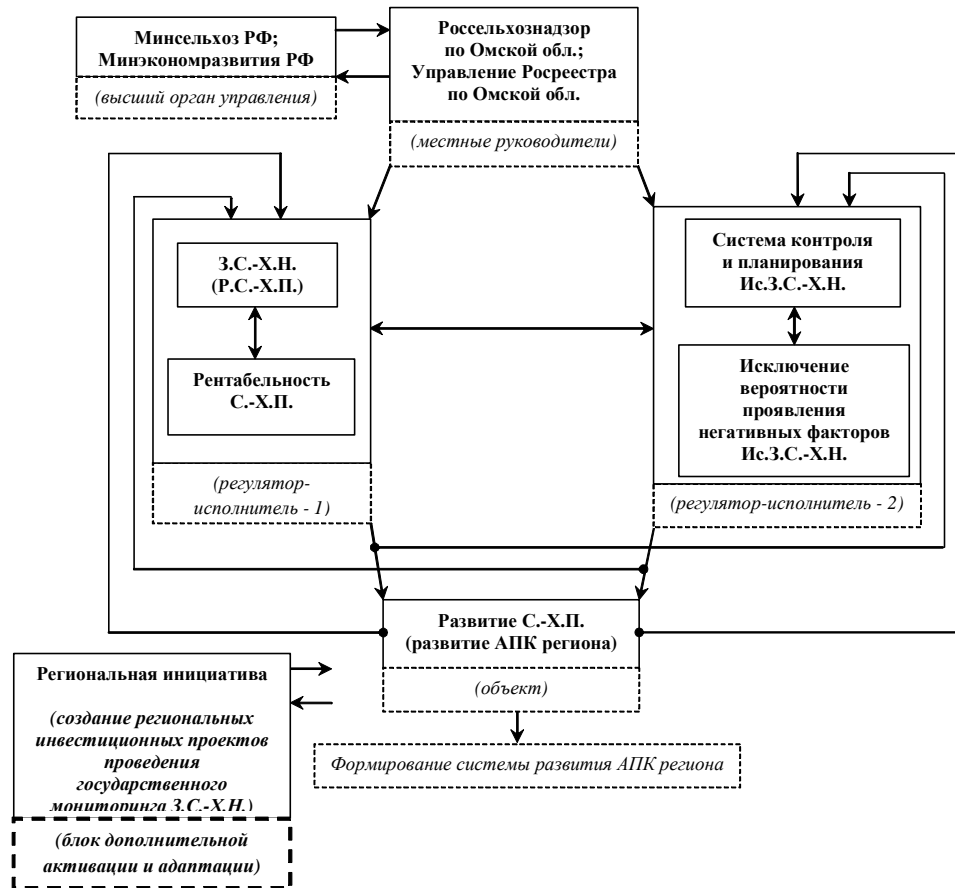 Минсельхоз РФ;
Минэкономразвития РФ
(высший орган управления)
Россельхознадзор
по Омской обл.;
Управление Росреестра
по Омской обл.
(местные руководители)
З.С.-Х.Н.
(Р.С.-Х.П.)
Рентабельность
С.-Х.П.
(регулятор-
исполнитель - 1)
Система контроля
и планирования
Ис.З.С.-Х.Н.
Исключение
вероятности
проявления
негативных факторов
Ис.З.С.-Х.Н.
(регулятор-исполнитель - 2)
Развитие С.-Х.П.
(развитие АПК региона)
(объект)
Формирование системы развития АПК региона
Региональная инициатива
(создание региональных
инвестиционных проектов
проведения
государственного
мониторинга З.С.-Х.Н.)
(блок дополнительной
активации и адаптации)